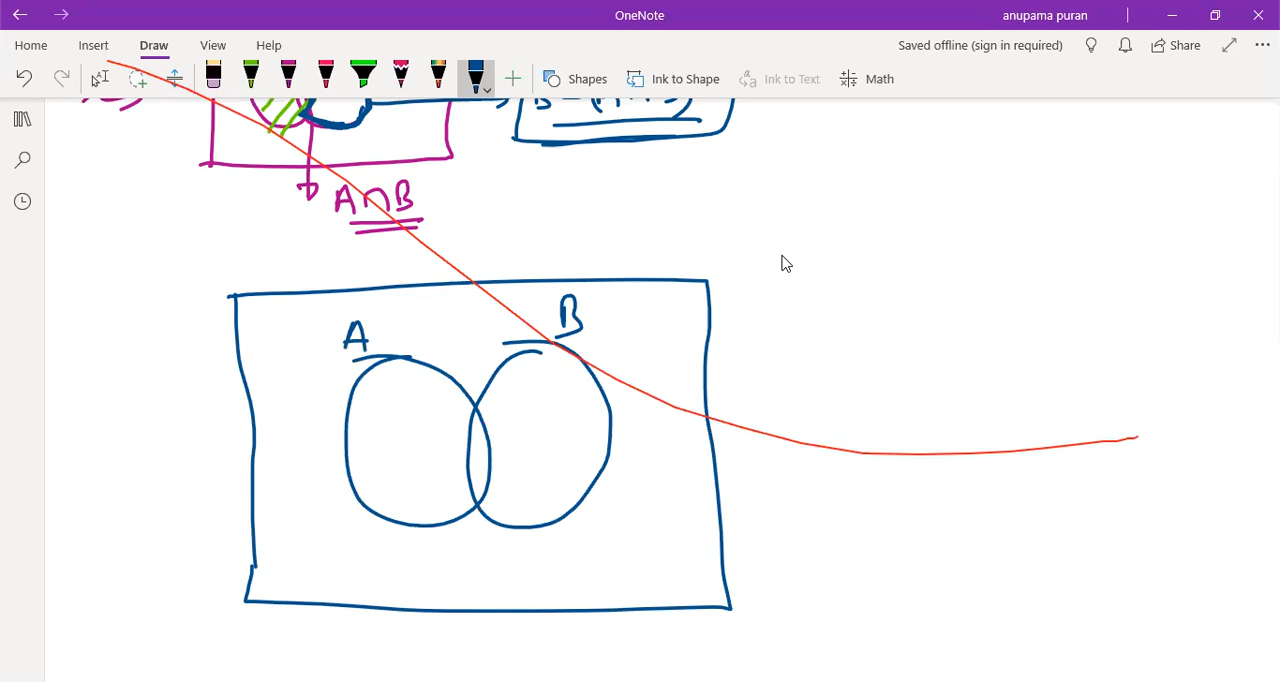 OneNote
anupama puran
Home Insert Draw View Help
Saved offline (sign in required) Share
Shapes Ink to Shape Ink to Text Math
A∩B
A
B